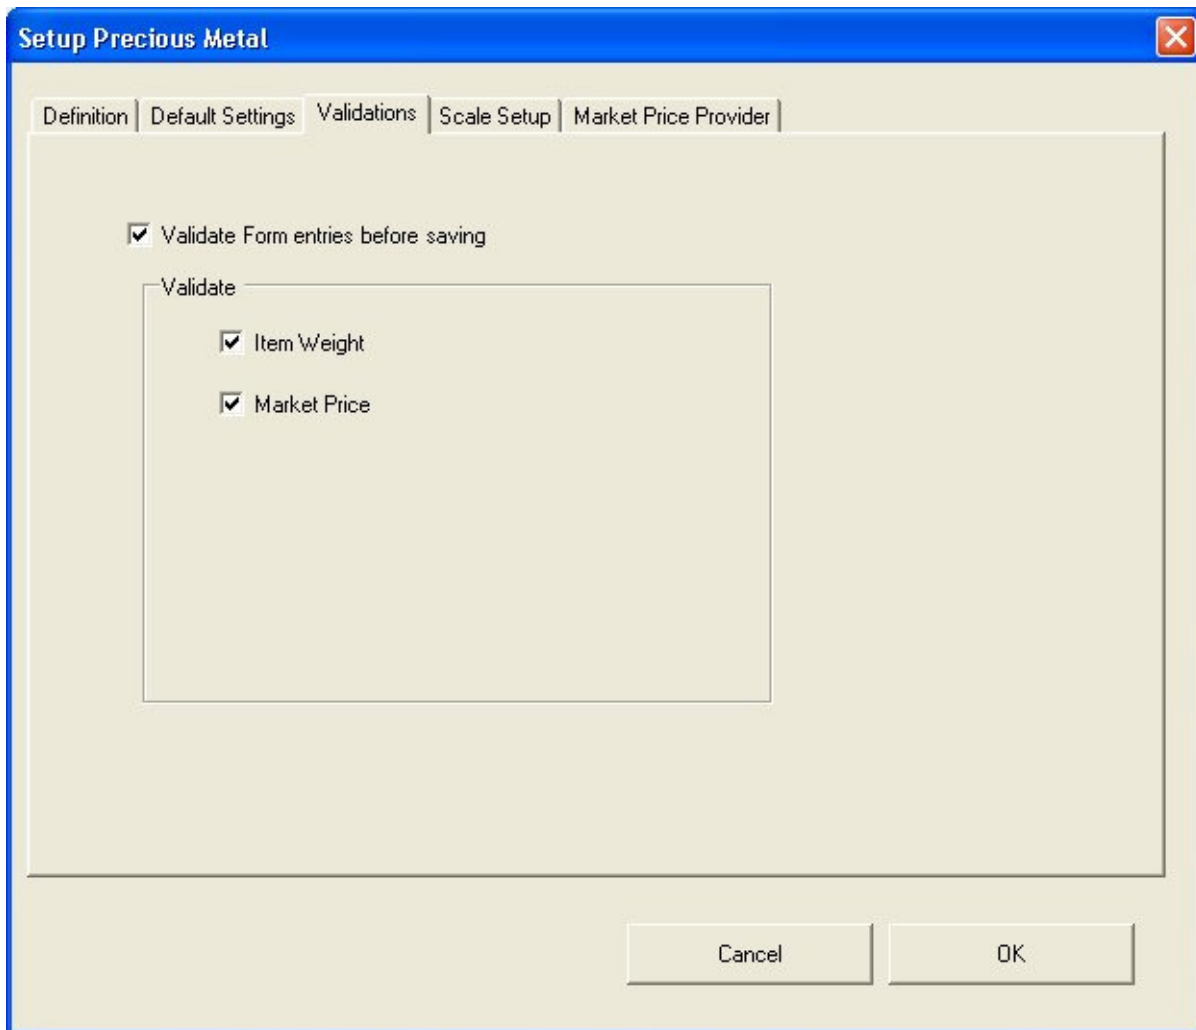 Setup Precious Metal
Definition Default Settings Validations Scale Setup Market Price Provider
Validate Form entries before saving
Validate
Item Weight
Market Price
Cancel OK